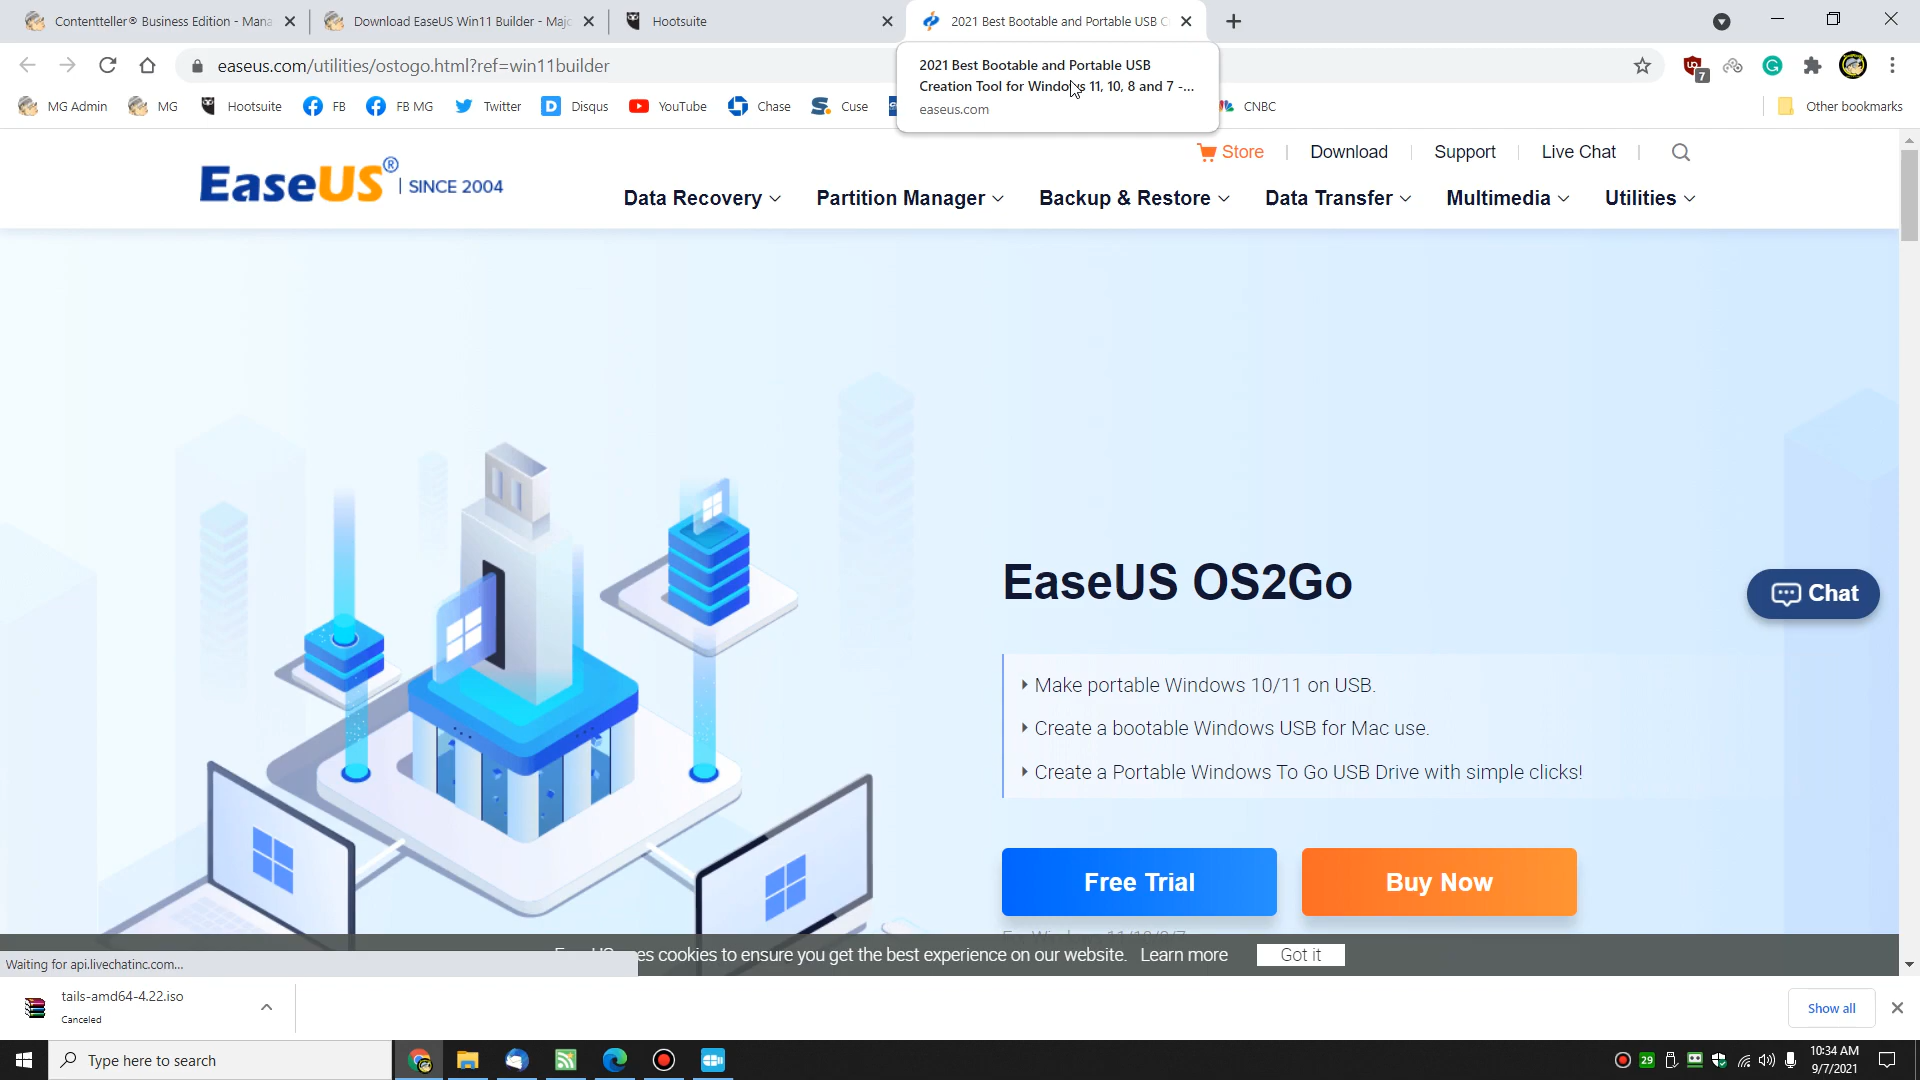 Contentteller® Business Edition - Mana
Download EaseUS Win11 Builder - Majo
Hootsuite
2021 Best Bootable and Portable USB C
easeus.com/utilities/ostogo.html?ref=win11builder
7
2021 Best Bootable and Portable USB
Creation Tool for Windows 11, 10, 8 and 7 -...
easeus.com
MG Admin
MG
Hootsuite
FB
FB MG
Twitter
Disqus
YouTube
Chase
Cuse
CNBC
Other bookmarks
EaseUS® | SINCE 2004
Store
Download
Support
Live Chat
Data Recovery
Partition Manager
Backup & Restore
Data Transfer
Multimedia
Utilities
EaseUS OS2Go
Make portable Windows 10/11 on USB.
Create a bootable Windows USB for Mac use.
Create a Portable Windows To Go USB Drive with simple clicks!
Chat
Free Trial
Buy Now
es cookies to ensure you get the best experience on our website. Learn more
Got it
Waiting for api.livechatinc.com...
tails-amd64-4.22.iso
Canceled
Show all
Type here to search
29
10:34 AM
9/7/2021